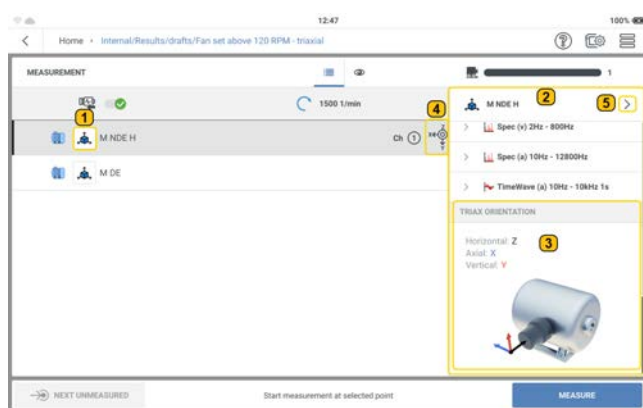 12:47
100%
Home • Internal/Results/drafts/Fan set above 120 RPM - triaxial
MEASUREMENT
1
1500 1/min
M NDE H
2
5
1
4
M NDE H
Ch 1
Z
X
Y
> Spec (v) 2Hz - 800Hz
> Spec (a) 10Hz - 12800Hz
M DE
> TimeWave (a) 10Hz - 10kHz 1s
TRIAX ORIENTATION
Horizontal: Z
3
Axial: X
Vertical: Y
NEXT UNMEASURED
Start measurement at selected point
MEASURE